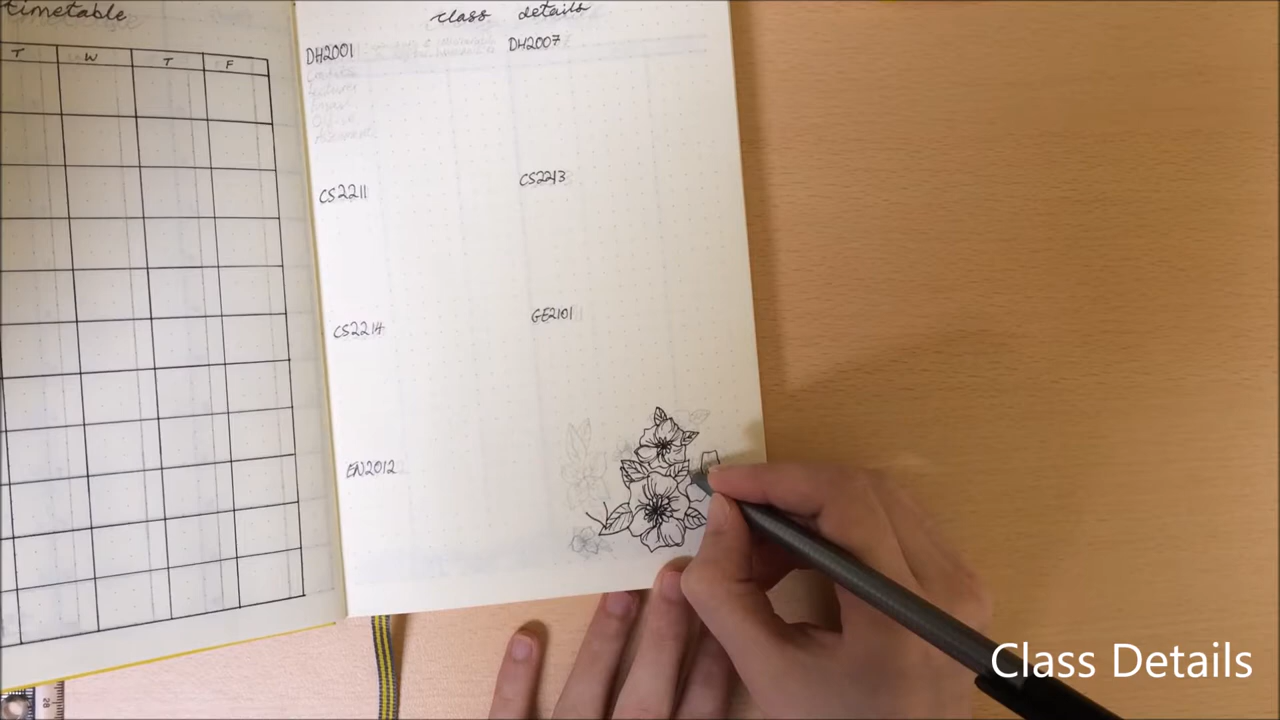 timetable
T W T F
class details
DH2001
DH2007
CS2211
CS2213
CS2214
GE2101
EN2012
Class Details